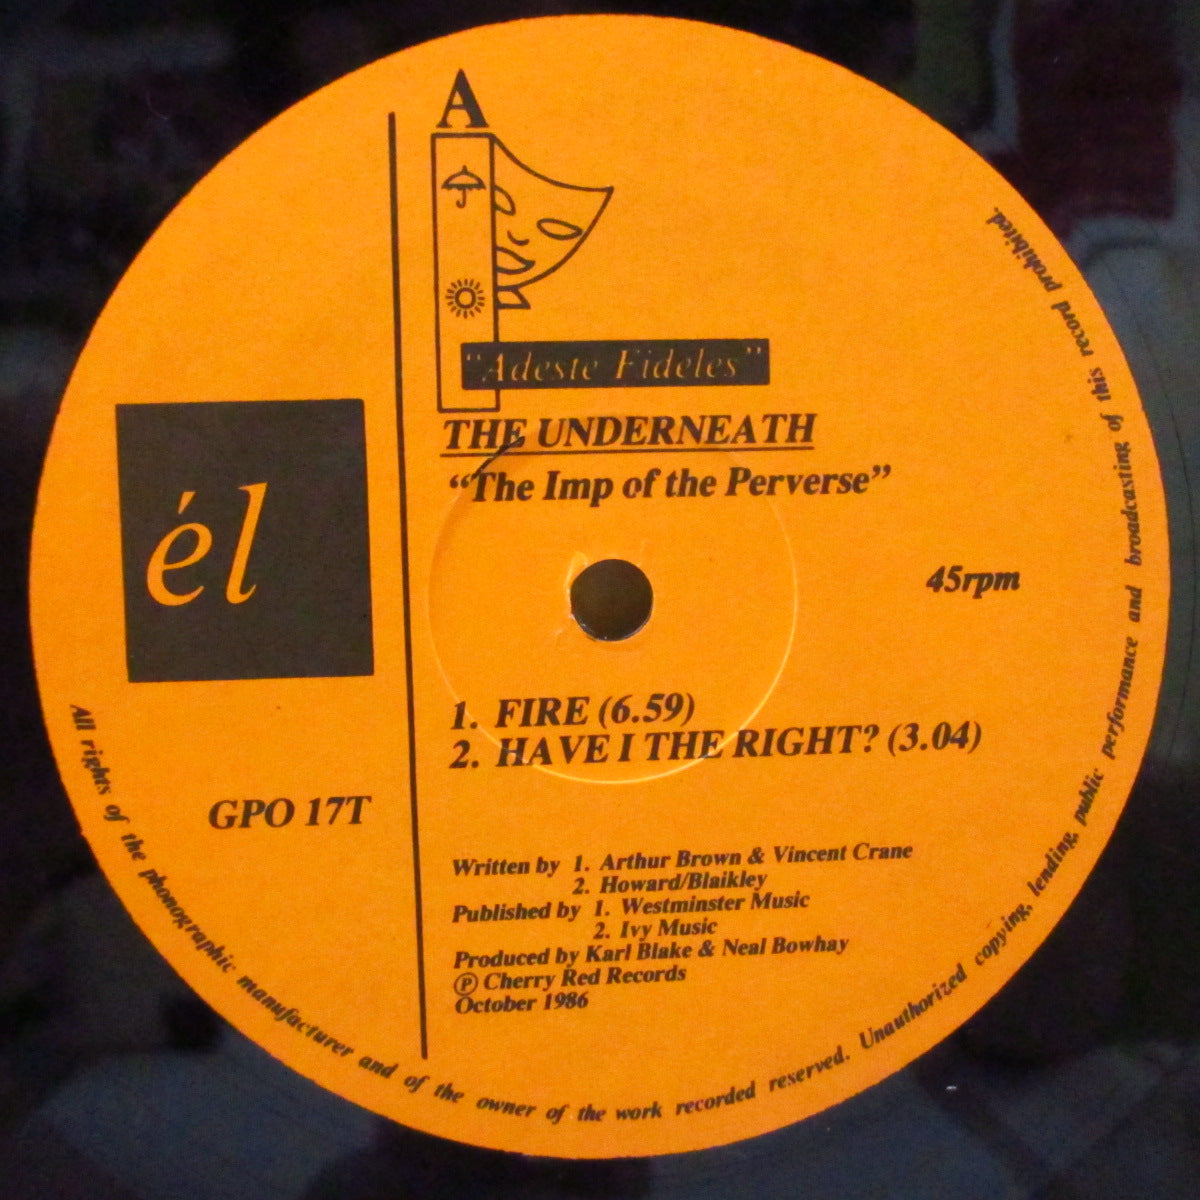 A
"Adeste Fideles"
THE UNDERNEATH
“The Imp of the Perverse”
él
45rpm
1. FIRE (6.59)
2. HAVE I THE RIGHT? (3.04)
GPO 17T
Written by 1. Arthur Brown & Vincent Crane
2. Howard/Blaikley
Published by 1. Westminster Music
2. Ivy Music
Produced by Karl Blake & Neal Bowhay
Ⓟ Cherry Red Records
October 1986
All rights of the phonographic manufacturer and of the owner of the work recorded reserved. Unauthorized copying, lending, public performance and broadcasting of this record prohibited.